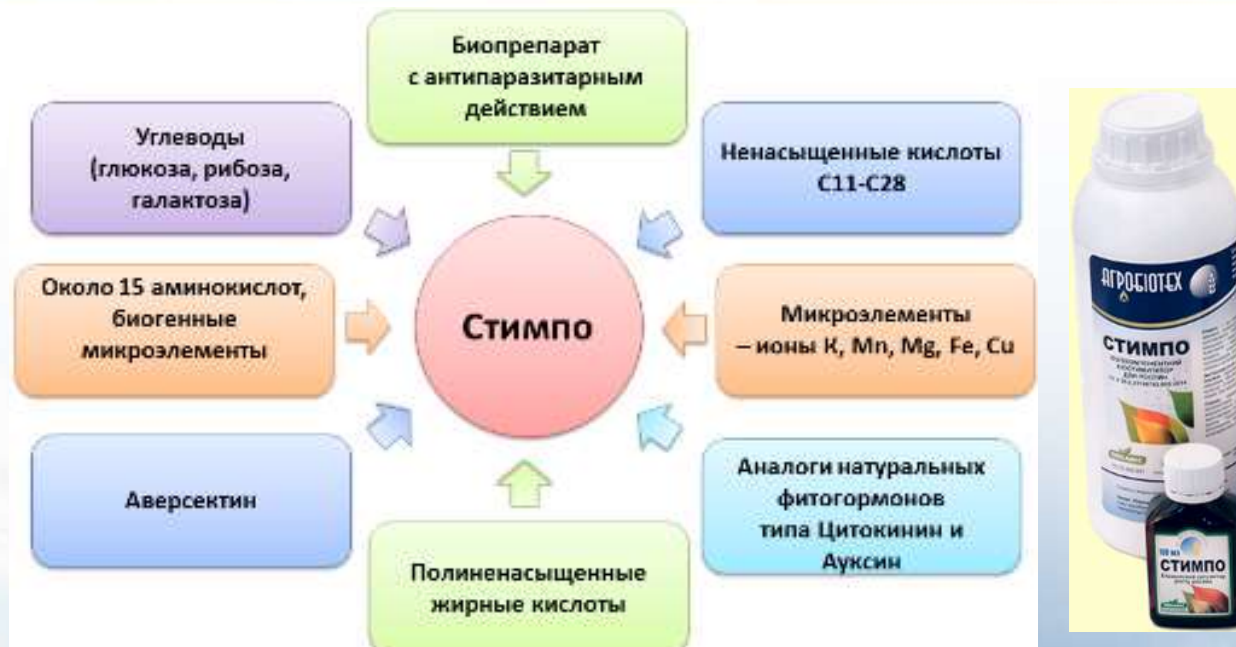 Биопрепарат
с антипаразитарным
действием
Углеводы
(глюкоза, рибоза,
галактоза)
Ненасыщенные кислоты
С11-С28
Около 15 аминокислот,
биогенные
микроэлементы
Стимпо
Микроэлементы
– ионы K, Mn, Mg, Fe, Cu
Аверсектин
Аналоги натуральных
фитогормонов
типа Цитокинин и
Ауксин
Полиненасыщенные
жирные кислоты
АГРОБІОТЕХ
СТИМПО
100 мл
СТИМПО